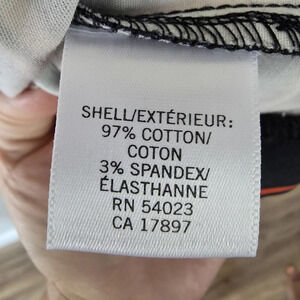 SHELL/EXTÉRIEUR:
97% COTTON/
COTON
3% SPANDEX/
ÉLASTHANNE
RN 54023
CA 17897